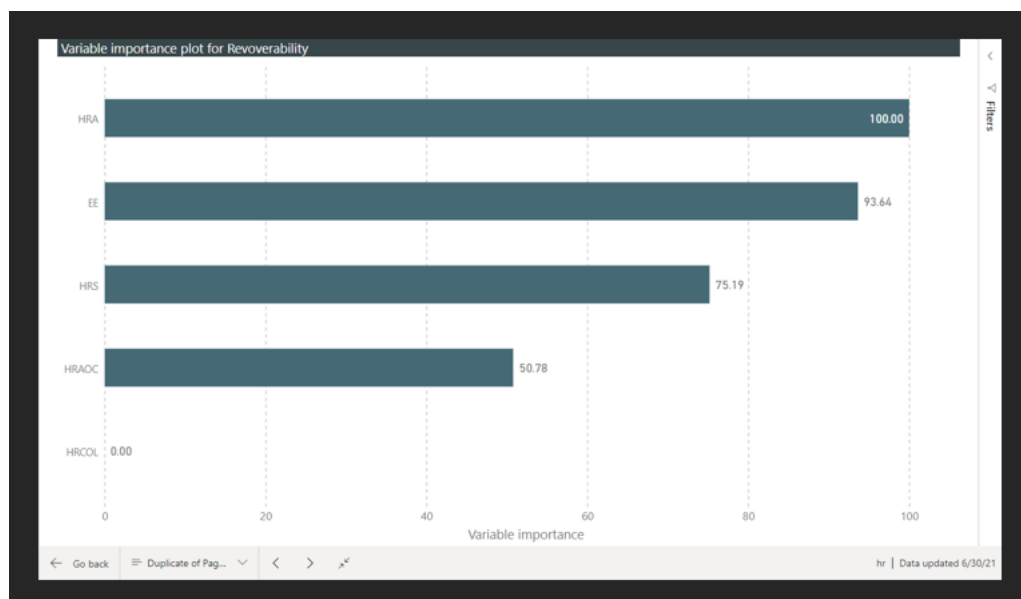 Variable importance plot for Revoverability
Filters
HRA
100.00
EE
93.64
HRS
75.19
HRAOC
50.78
HRCOL
0.00
0 20 40 60 80 100
Variable importance
Go back
Duplicate of Pag...
hr | Data updated 6/30/21